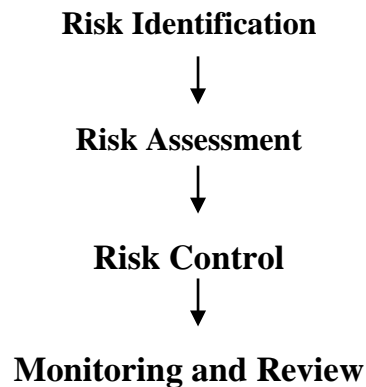 Risk Identification
Risk Assessment
Risk Control
Monitoring and Review